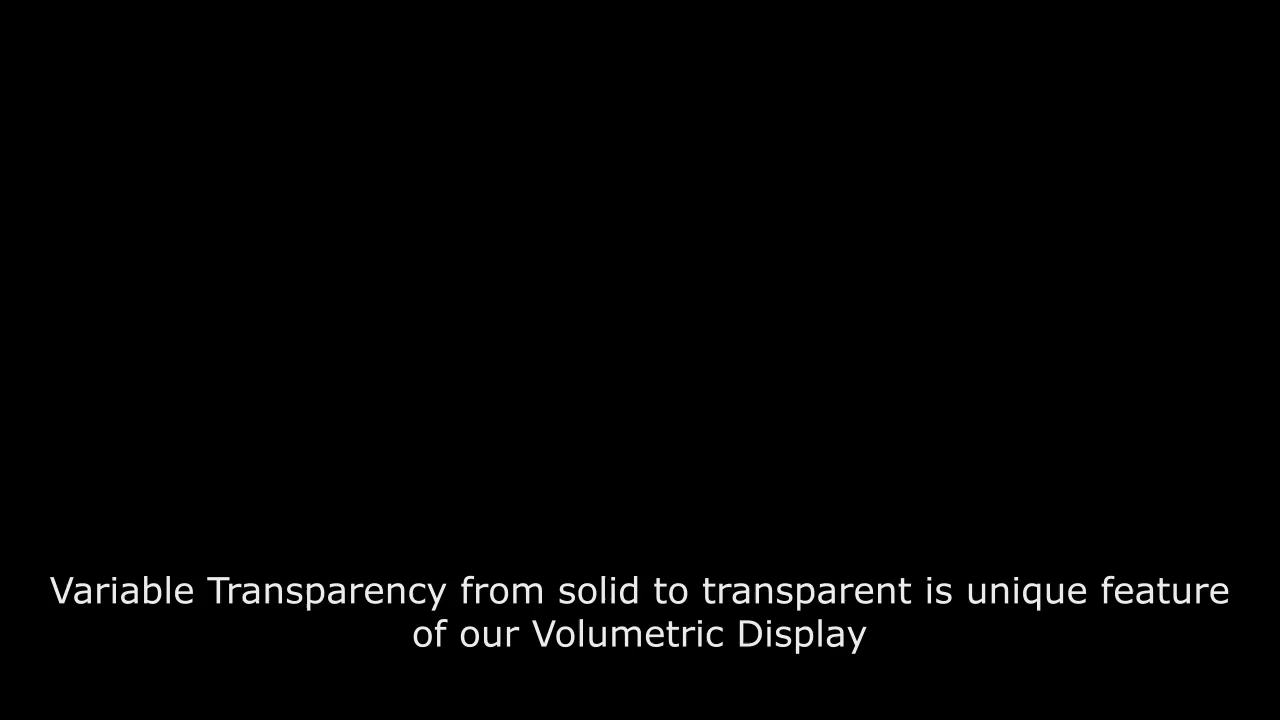 Variable Transparency from solid to transparent is unique feature
of our Volumetric Display